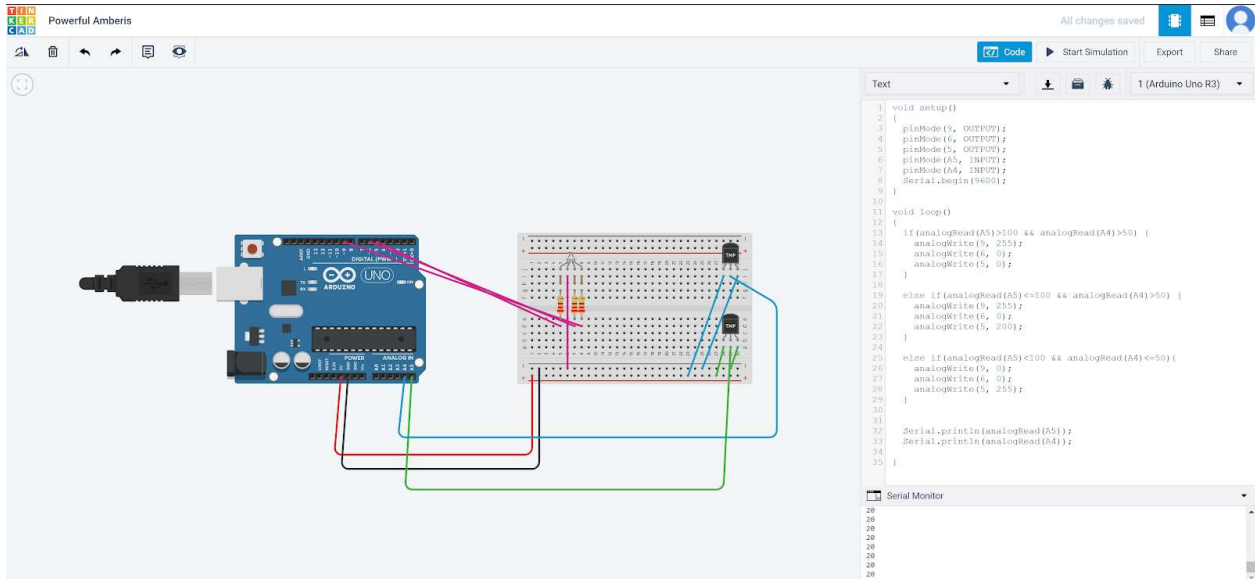 TIN
KER
CAD
Powerful Amberis
All changes saved
Code
Start Simulation
Export
Share
Text
1 (Arduino Uno R3)
1 void setup()
2 {
3 pinMode(9, OUTPUT);
4 pinMode(6, OUTPUT);
5 pinMode(5, OUTPUT);
6 pinMode(A5, INPUT);
7 pinMode(A4, INPUT);
8 Serial.begin(9600);
9 }
10
11 void loop()
12 {
13 if(analogRead(A5)>100 && analogRead(A4)>50) {
14 analogWrite(9, 255);
15 analogWrite(6, 0);
16 analogWrite(5, 0);
17 }
18
19 else if(analogRead(A5)<=100 && analogRead(A4)>50) {
20 analogWrite(9, 255);
21 analogWrite(6, 0);
22 analogWrite(5, 200);
23 }
24
25 else if(analogRead(A5)<100 && analogRead(A4)<=50){
26 analogWrite(9, 0);
27 analogWrite(6, 0);
28 analogWrite(5, 255);
29 }
30
31
32 Serial.println(analogRead(A5));
33 Serial.println(analogRead(A4));
34
35 }
DIGITAL
UNO
ARDUINO
POWER
ANALOG IN
TMP
TMP
Serial Monitor
20
20
20
20
20
20
20
20